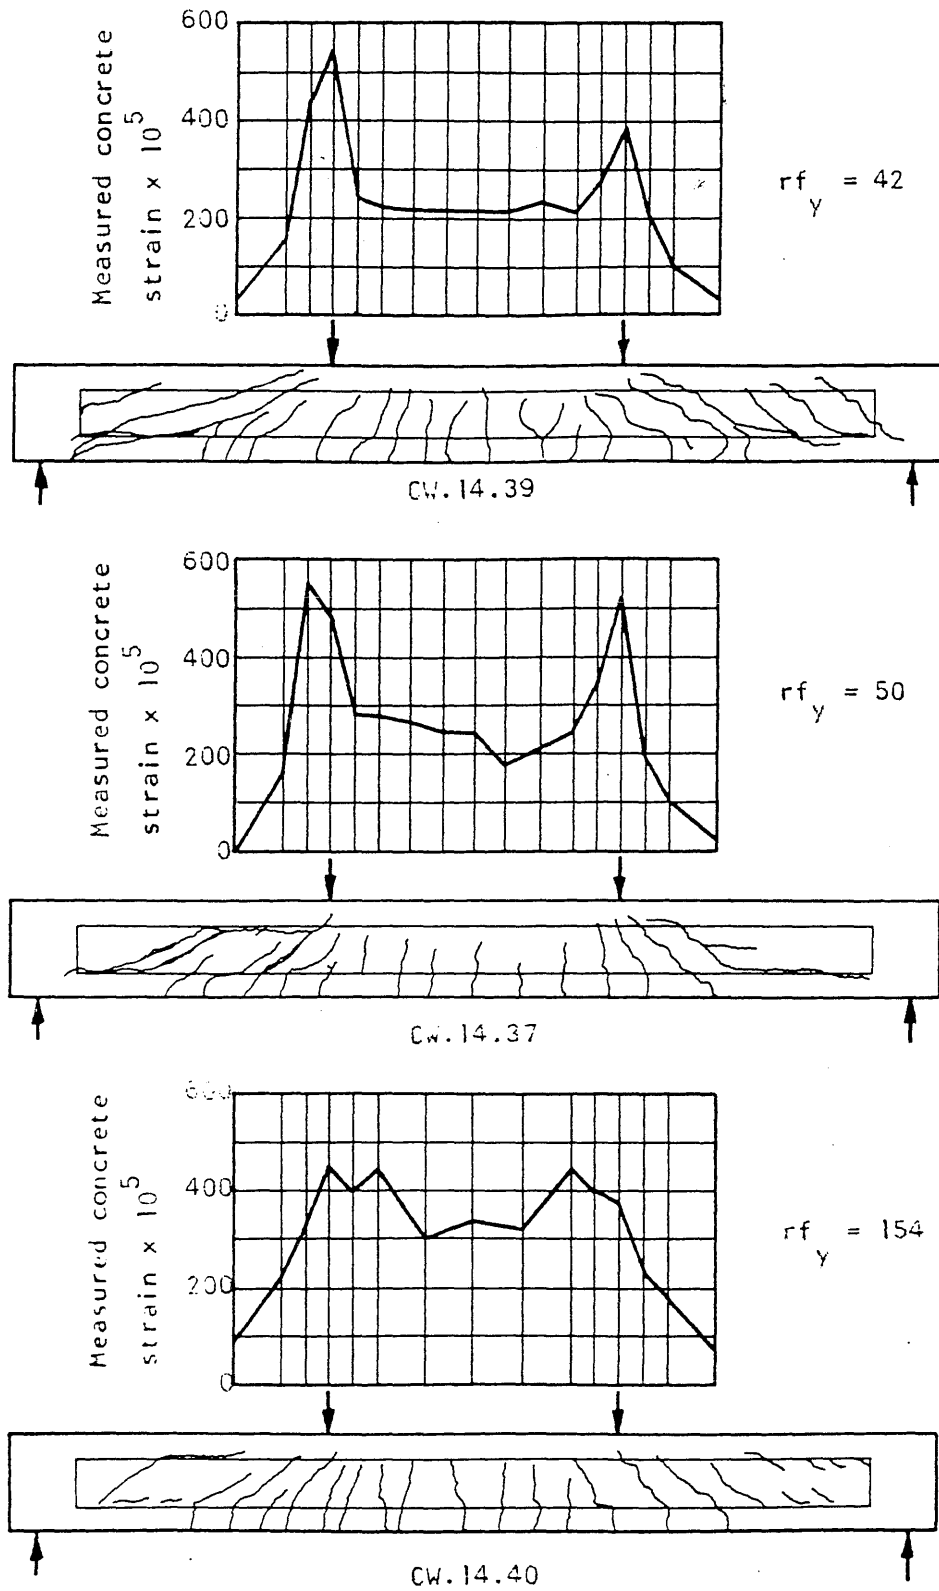 Measured concrete
strain × 10^5
600
400
200
0
rf_y = 42
CW.14.39
Measured concrete
strain × 10^5
600
400
200
0
rf_y = 50
CW.14.37
Measured concrete
strain × 10^5
600
400
200
0
rf_y = 154
CW.14.40